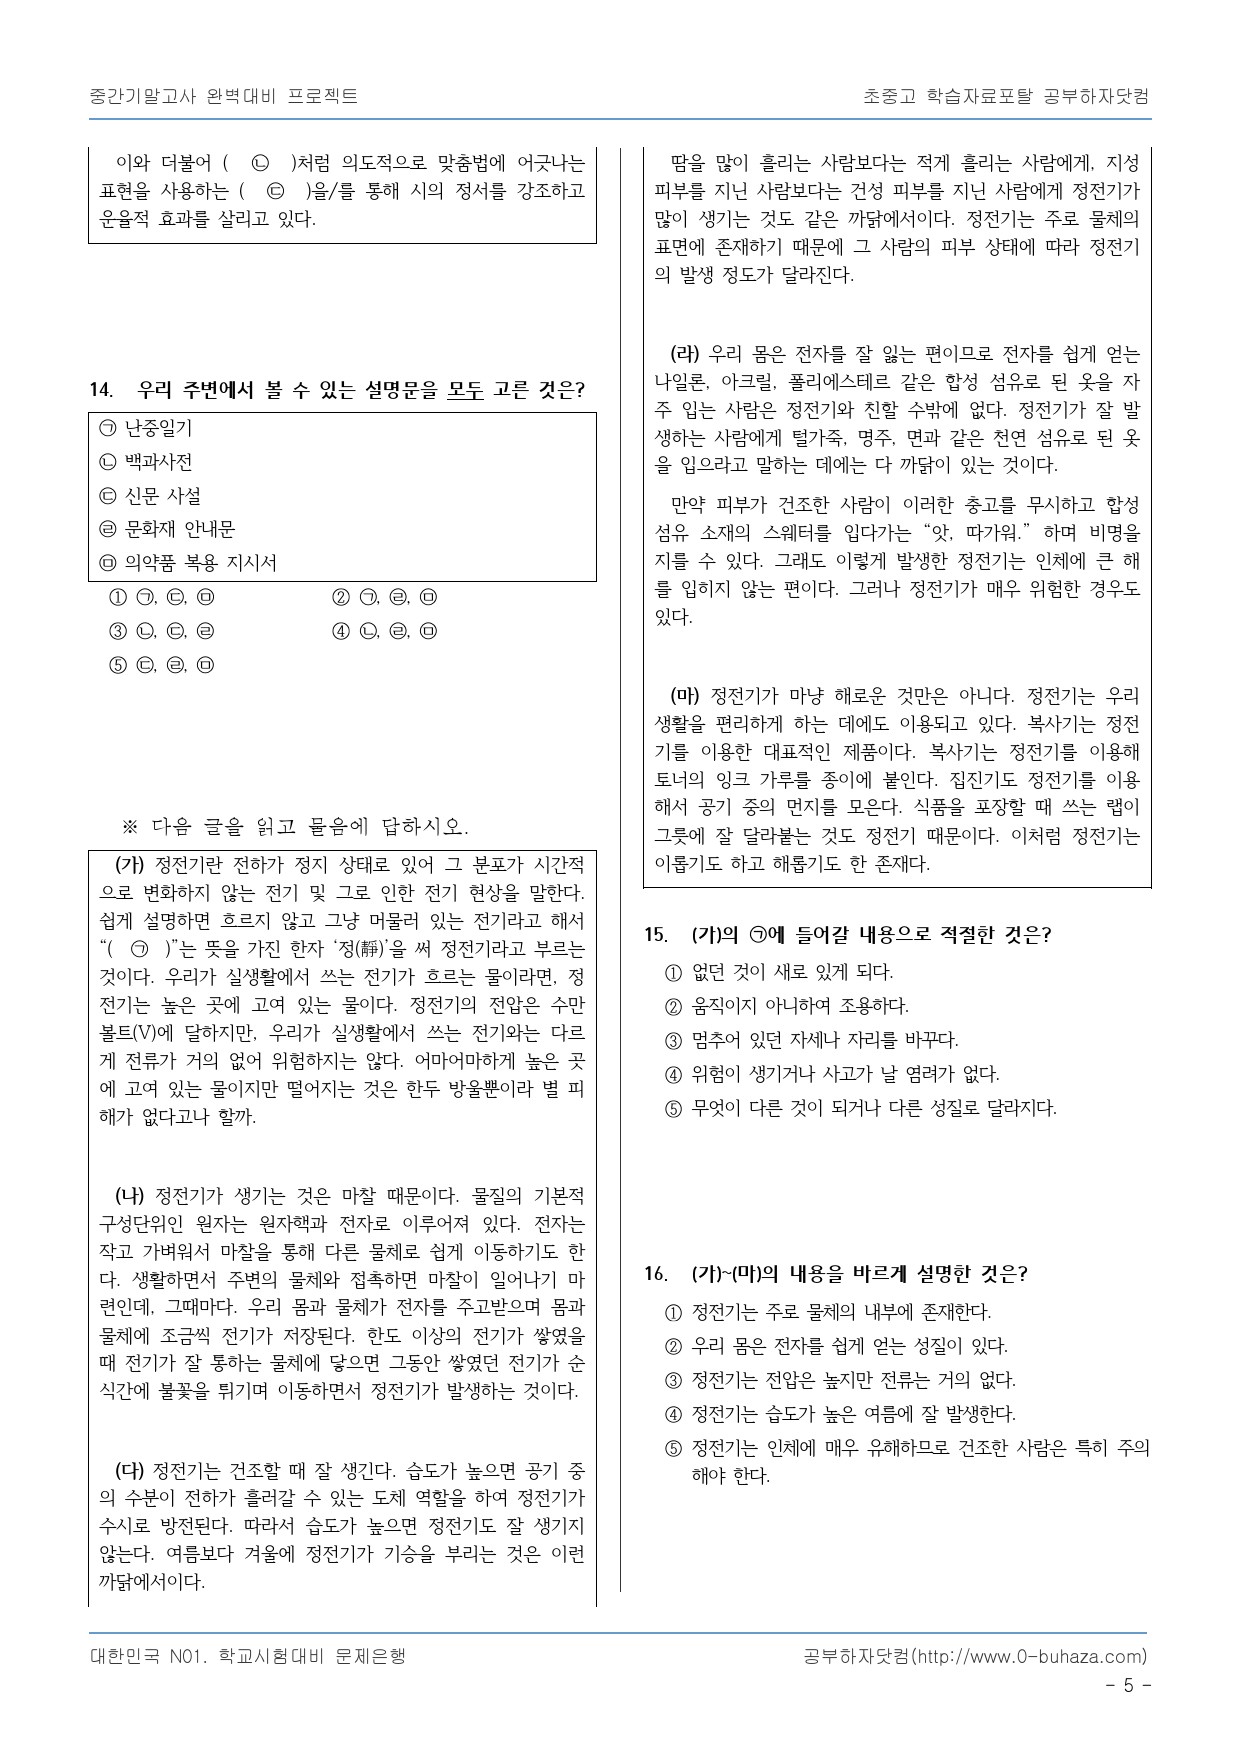 중간기말고사 완벽대비 프로젝트
초중고 학습자료포탈 공부하자닷컴
이와 더불어 ( ㉡ )처럼 의도적으로 맞춤법에 어긋나는
표현을 사용하는 ( ㉢ )을/를 통해 시의 정서를 강조하고
운율적 효과를 살리고 있다.
14. 우리 주변에서 볼 수 있는 설명문을 모두 고른 것은?
㉠ 난중일기
㉡ 백과사전
㉢ 신문 사설
㉣ 문화재 안내문
㉤ 의약품 복용 지시서
① ㉠, ㉢, ㉤ ② ㉠, ㉣, ㉤
③ ㉡, ㉢, ㉣ ④ ㉡, ㉣, ㉤
⑤ ㉢, ㉣, ㉤
※ 다음 글을 읽고 물음에 답하시오.
(가) 정전기란 전하가 정지 상태로 있어 그 분포가 시간적
으로 변화하지 않는 전기 및 그로 인한 전기 현상을 말한다.
쉽게 설명하면 흐르지 않고 그냥 머물러 있는 전기라고 해서
“( ㉠ )”는 뜻을 가진 한자 ‘정(靜)’을 써 정전기라고 부르는
것이다. 우리가 실생활에서 쓰는 전기가 흐르는 물이라면, 정
전기는 높은 곳에 고여 있는 물이다. 정전기의 전압은 수만
볼트(V)에 달하지만, 우리가 실생활에서 쓰는 전기와는 다르
게 전류가 거의 없어 위험하지는 않다. 어마어마하게 높은 곳
에 고여 있는 물이지만 떨어지는 것은 한두 방울뿐이라 별 피
해가 없다고나 할까.
(나) 정전기가 생기는 것은 마찰 때문이다. 물질의 기본적
구성단위인 원자는 원자핵과 전자로 이루어져 있다. 전자는
작고 가벼워서 마찰을 통해 다른 물체로 쉽게 이동하기도 한
다. 생활하면서 주변의 물체와 접촉하면 마찰이 일어나기 마
련인데, 그때마다. 우리 몸과 물체가 전자를 주고받으며 몸과
물체에 조금씩 전기가 저장된다. 한도 이상의 전기가 쌓였을
때 전기가 잘 통하는 물체에 닿으면 그동안 쌓였던 전기가 순
식간에 불꽃을 튀기며 이동하면서 정전기가 발생하는 것이다.
(다) 정전기는 건조할 때 잘 생긴다. 습도가 높으면 공기 중
의 수분이 전하가 흘러갈 수 있는 도체 역할을 하여 정전기가
수시로 방전된다. 따라서 습도가 높으면 정전기도 잘 생기지
않는다. 여름보다 겨울에 정전기가 기승을 부리는 것은 이런
까닭에서이다.
땀을 많이 흘리는 사람보다는 적게 흘리는 사람에게, 지성
피부를 지닌 사람보다는 건성 피부를 지닌 사람에게 정전기가
많이 생기는 것도 같은 까닭에서이다. 정전기는 주로 물체의
표면에 존재하기 때문에 그 사람의 피부 상태에 따라 정전기
의 발생 정도가 달라진다.
(라) 우리 몸은 전자를 잘 잃는 편이므로 전자를 쉽게 얻는
나일론, 아크릴, 폴리에스테르 같은 합성 섬유로 된 옷을 자
주 입는 사람은 정전기와 친할 수밖에 없다. 정전기가 잘 발
생하는 사람에게 털가죽, 명주, 면과 같은 천연 섬유로 된 옷
을 입으라고 말하는 데에는 다 까닭이 있는 것이다.
만약 피부가 건조한 사람이 이러한 충고를 무시하고 합성
섬유 소재의 스웨터를 입다가는 “앗, 따가워.” 하며 비명을
지를 수 있다. 그래도 이렇게 발생한 정전기는 인체에 큰 해
를 입히지 않는 편이다. 그러나 정전기가 매우 위험한 경우도
있다.
(마) 정전기가 마냥 해로운 것만은 아니다. 정전기는 우리
생활을 편리하게 하는 데에도 이용되고 있다. 복사기는 정전
기를 이용한 대표적인 제품이다. 복사기는 정전기를 이용해
토너의 잉크 가루를 종이에 붙인다. 집진기도 정전기를 이용
해서 공기 중의 먼지를 모은다. 식품을 포장할 때 쓰는 랩이
그릇에 잘 달라붙는 것도 정전기 때문이다. 이처럼 정전기는
이롭기도 하고 해롭기도 한 존재다.
15. (가)의 ㉠에 들어갈 내용으로 적절한 것은?
① 없던 것이 새로 있게 되다.
② 움직이지 아니하여 조용하다.
③ 멈추어 있던 자세나 자리를 바꾸다.
④ 위험이 생기거나 사고가 날 염려가 없다.
⑤ 무엇이 다른 것이 되거나 다른 성질로 달라지다.
16. (가)~(마)의 내용을 바르게 설명한 것은?
① 정전기는 주로 물체의 내부에 존재한다.
② 우리 몸은 전자를 쉽게 얻는 성질이 있다.
③ 정전기는 전압은 높지만 전류는 거의 없다.
④ 정전기는 습도가 높은 여름에 잘 발생한다.
⑤ 정전기는 인체에 매우 유해하므로 건조한 사람은 특히 주의
해야 한다.
대한민국 N01. 학교시험대비 문제은행
공부하자닷컴(http://www.0-buhaza.com)
- 5 -